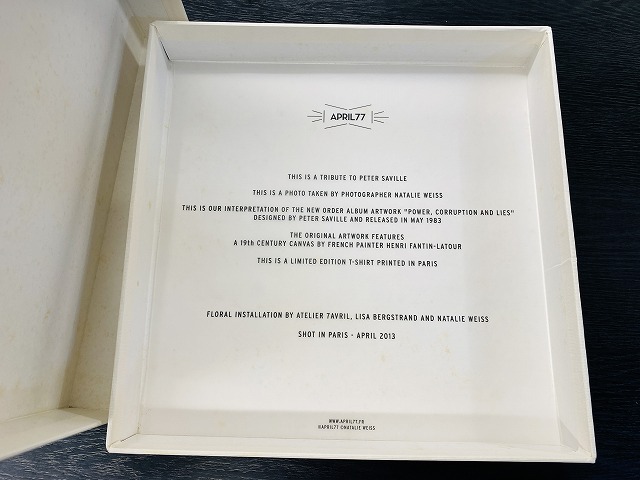 APRIL77
THIS IS A TRIBUTE TO PETER SAVILLE
THIS IS A PHOTO TAKEN BY PHOTOGRAPHER NATALIE WEISS
THIS IS OUR INTERPRETATION OF THE NEW ORDER ALBUM ARTWORK "POWER, CORRUPTION AND LIES"
DESIGNED BY PETER SAVILLE AND RELEASED IN MAY 1983
THE ORIGINAL ARTWORK FEATURES
A 19th CENTURY CANVAS BY FRENCH PAINTER HENRI FANTIN-LATOUR
THIS IS A LIMITED EDITION T-SHIRT PRINTED IN PARIS
FLORAL INSTALLATION BY ATELIER 7AVRIL, LISA BERGSTRAND AND NATALIE WEISS
SHOT IN PARIS - APRIL 2013
WWW.APRIL77.FR
©APRIL77 ©NATALIE WEISS